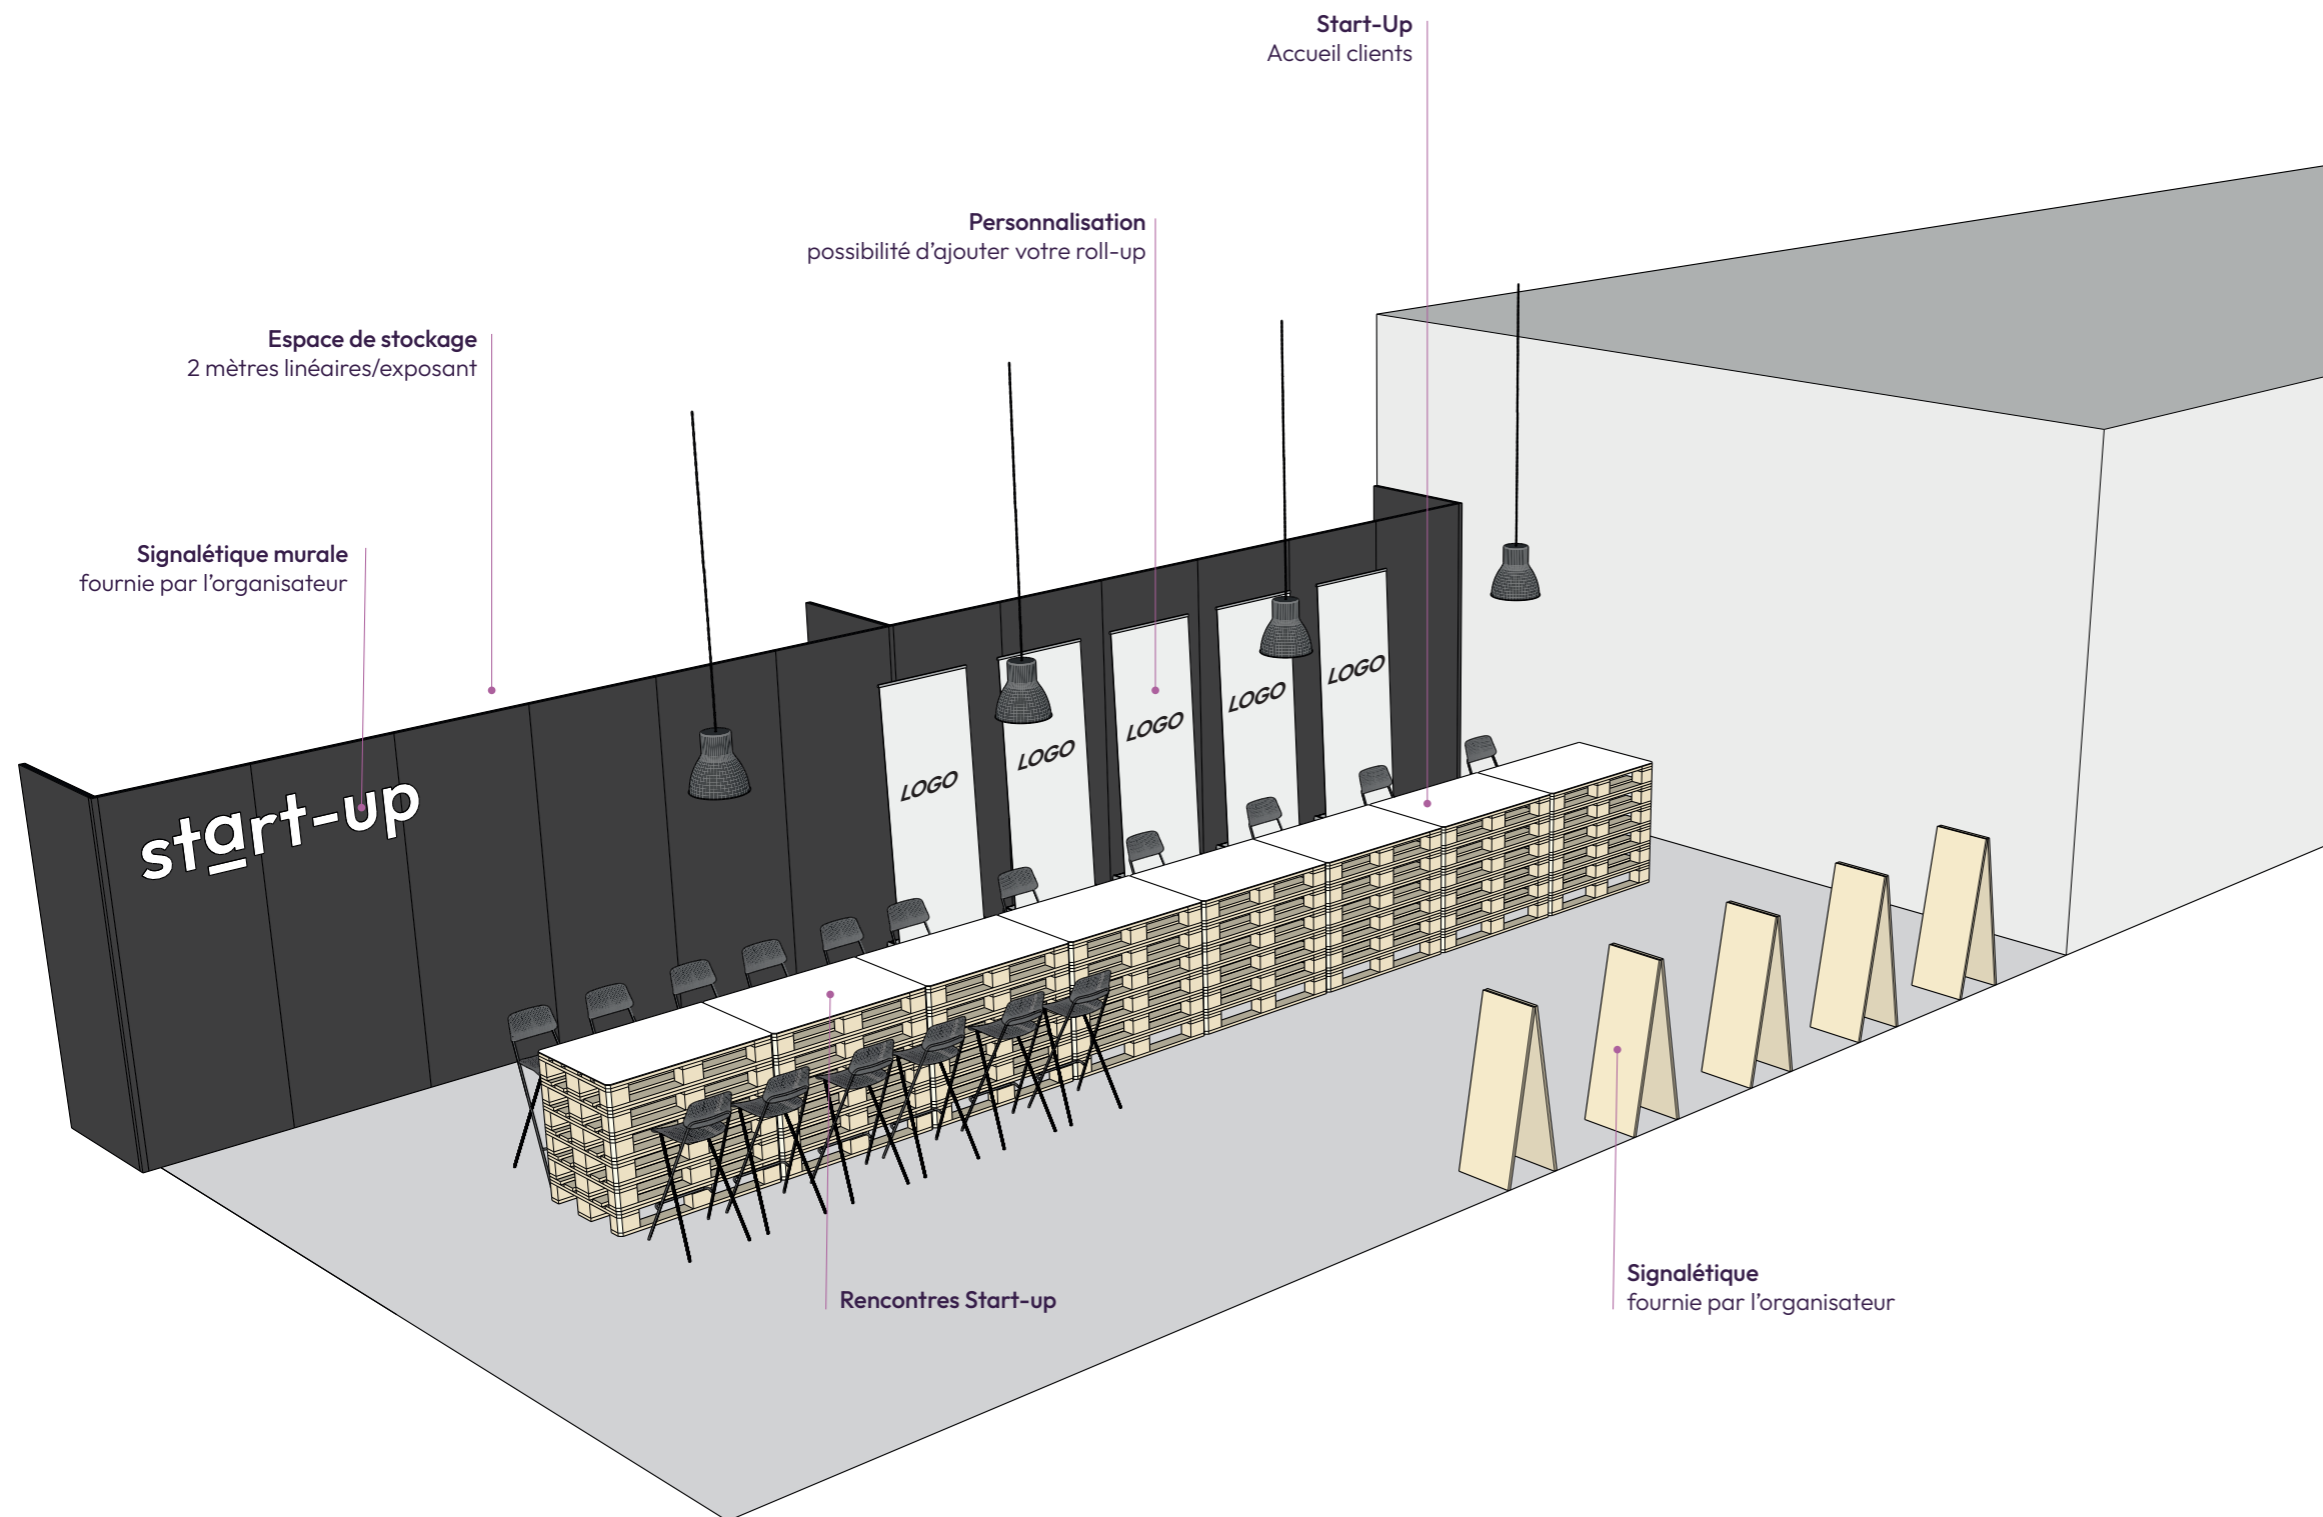 Start-Up
Accueil clients
Personnalisation
possibilité d'ajouter votre roll-up
Espace de stockage
2 mètres linéaires/exposant
Signalétique murale
fournie par l'organisateur
start-up
LOGO
LOGO
LOGO
LOGO
LOGO
Rencontres Start-up
Signalétique
fournie par l'organisateur